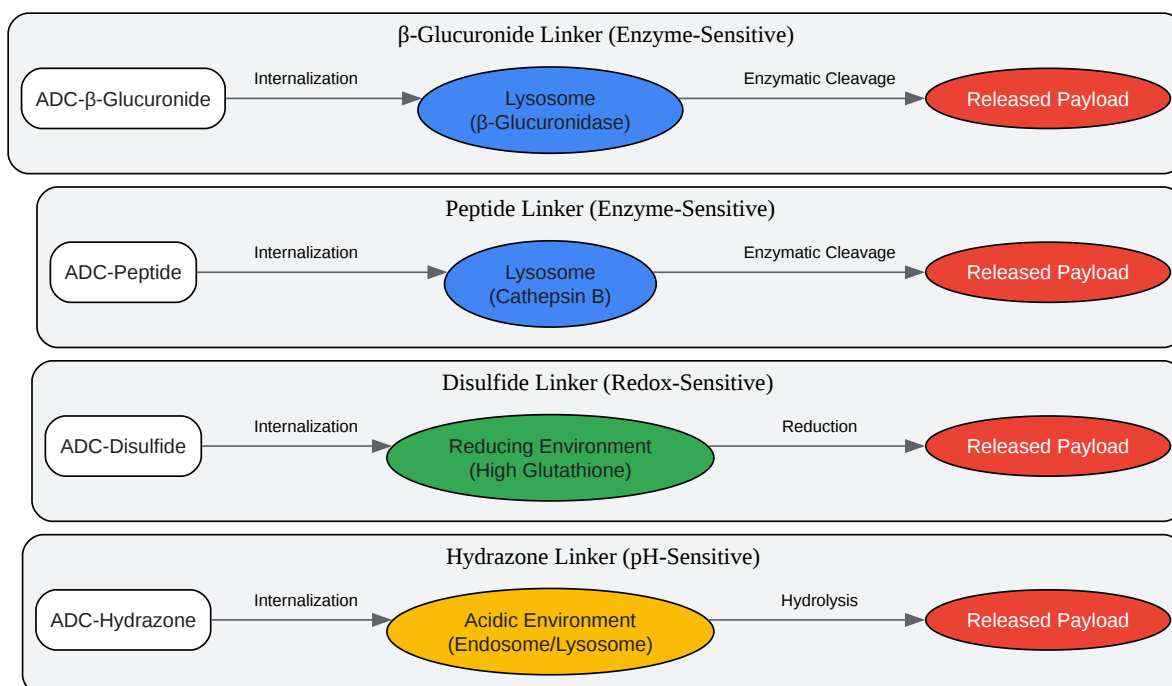 β-Glucuronide Linker (Enzyme-Sensitive)
ADC-β-Glucuronide
Internalization
Lysosome
(β-Glucuronidase)
Enzymatic Cleavage
Released Payload
Peptide Linker (Enzyme-Sensitive)
ADC-Peptide
Internalization
Lysosome
(Cathepsin B)
Enzymatic Cleavage
Released Payload
Disulfide Linker (Redox-Sensitive)
ADC-Disulfide
Internalization
Reducing Environment
(High Glutathione)
Reduction
Released Payload
Hydrazone Linker (pH-Sensitive)
ADC-Hydrazone
Internalization
Acidic Environment
(Endosome/Lysosome)
Hydrolysis
Released Payload